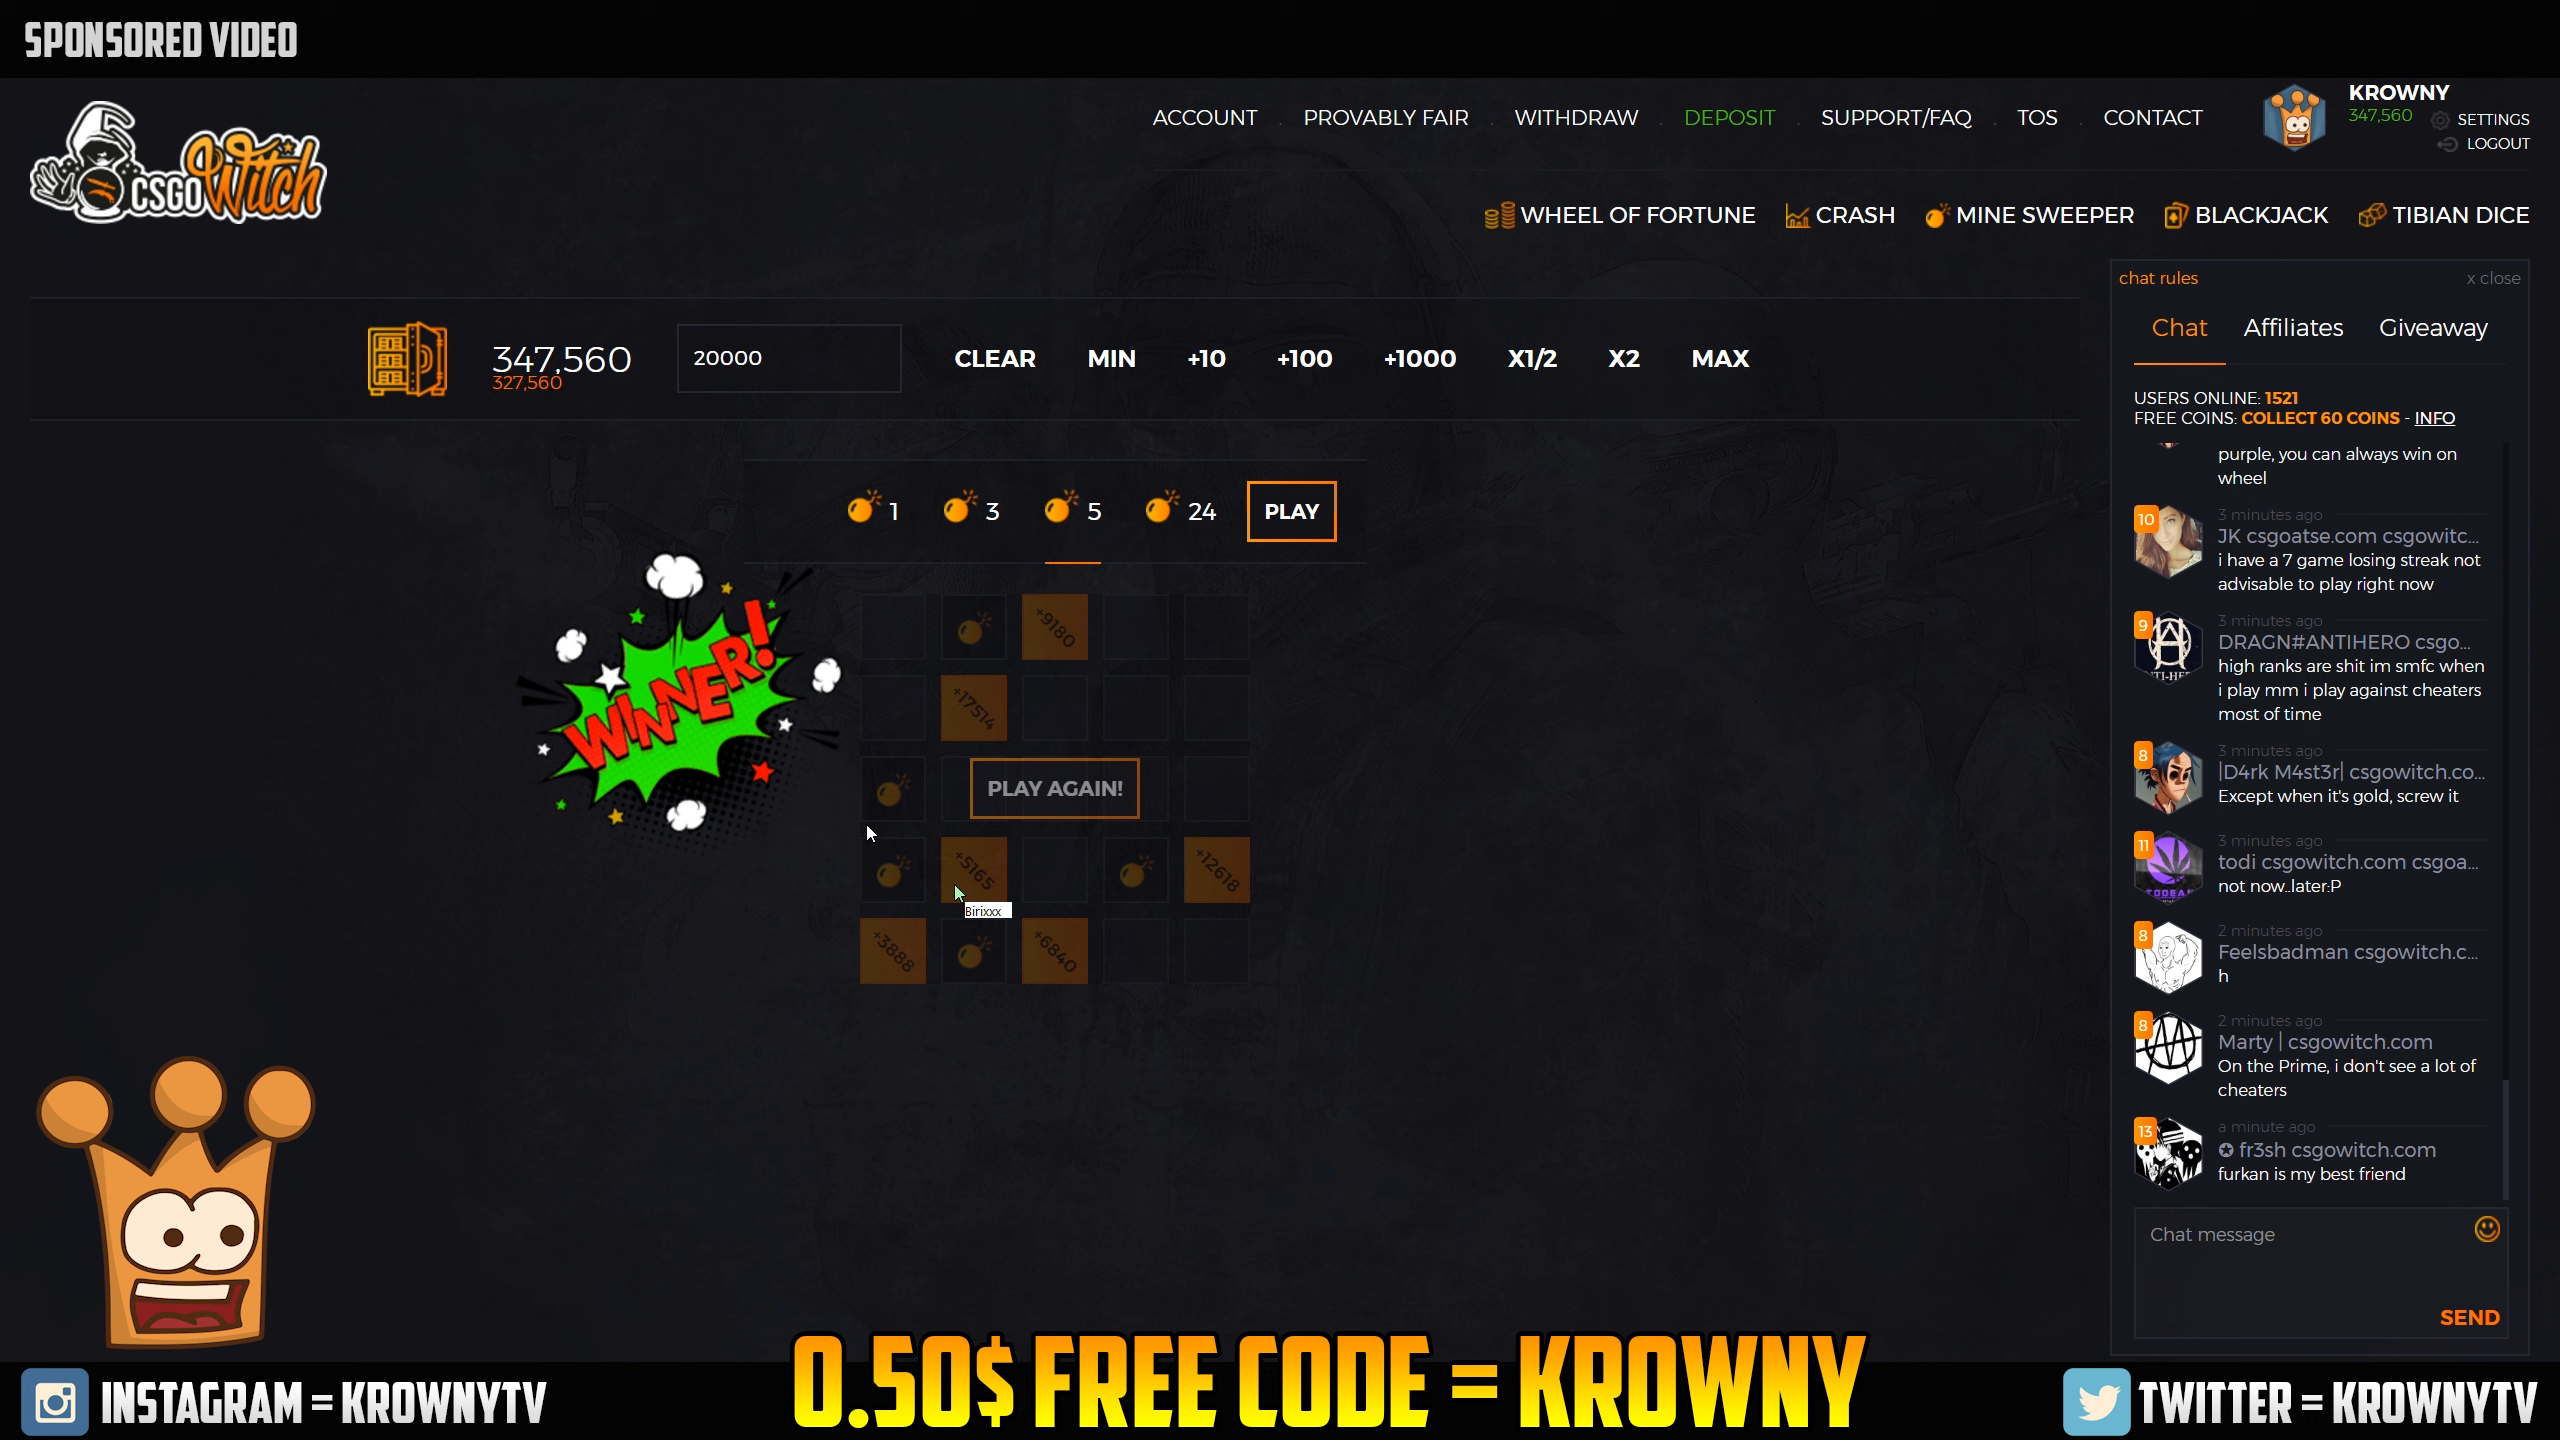 SPONSORED VIDEO
CSGOWitch
ACCOUNT . PROVABLY FAIR . WITHDRAW . DEPOSIT . SUPPORT/FAQ . TOS . CONTACT
KROWNY
347,560
SETTINGS
LOGOUT
WHEEL OF FORTUNE CRASH MINE SWEEPER BLACKJACK TIBIAN DICE
347,560
327,560
20000
CLEAR MIN +10 +100 +1000 X1/2 X2 MAX
1 3 5 24 PLAY
WINNER!
+9180
+17514
PLAY AGAIN!
+5165
+12618
Birixxx
+3888
+6840
chat rules x close
Chat Affiliates Giveaway
USERS ONLINE: 1521
FREE COINS: COLLECT 60 COINS - INFO
purple, you can always win on
wheel
10
3 minutes ago
JK csgoatse.com csgowitc...
i have a 7 game losing streak not
advisable to play right now
9
3 minutes ago
DRAGN#ANTIHERO csgo...
high ranks are shit im smfc when
i play mm i play against cheaters
most of time
8
3 minutes ago
|D4rk M4st3r| csgowitch.co...
Except when it's gold, screw it
11
3 minutes ago
todi csgowitch.com csgoa...
not now..later:P
8
2 minutes ago
Feelsbadman csgowitch.c...
h
8
2 minutes ago
Marty | csgowitch.com
On the Prime, i don't see a lot of
cheaters
13
a minute ago
✪ fr3sh csgowitch.com
furkan is my best friend
Chat message
SEND
INSTAGRAM = KROWNYTV
0.50$ FREE CODE = KROWNY
TWITTER = KROWNYTV